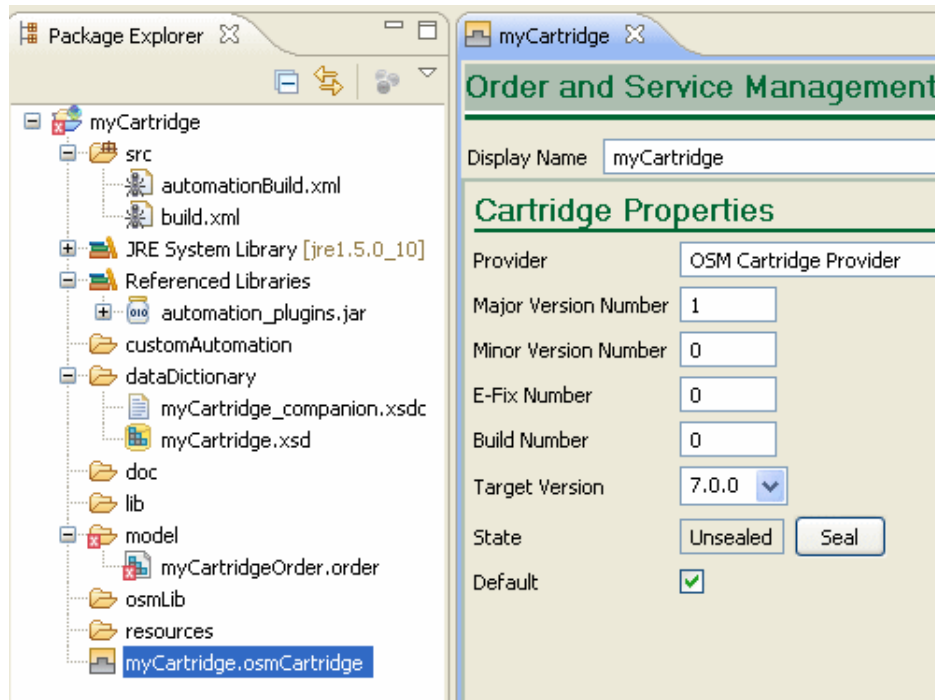 Package Explorer
myCartridge
src
automationBuild.xml
build.xml
JRE System Library [jre1.5.0_10]
Referenced Libraries
automation_plugins.jar
customAutomation
dataDictionary
myCartridge_companion.xsdc
myCartridge.xsd
doc
lib
model
myCartridgeOrder.order
osmLib
resources
myCartridge.osmCartridge
myCartridge
Order and Service Management
Display Name myCartridge
Cartridge Properties
Provider OSM Cartridge Provider
Major Version Number 1
Minor Version Number 0
E-Fix Number 0
Build Number 0
Target Version 7.0.0
State Unsealed Seal
Default